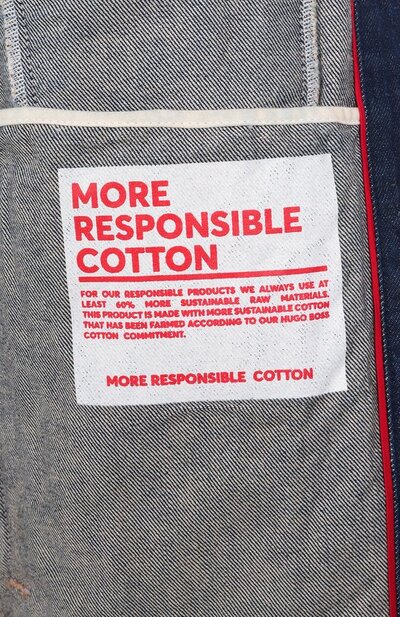 MORE
RESPONSIBLE
COTTON
FOR OUR RESPONSIBLE PRODUCTS WE ALWAYS USE AT
LEAST 60% MORE SUSTAINABLE RAW MATERIALS.
THIS PRODUCT IS MADE WITH MORE SUSTAINABLE COTTON
THAT HAS BEEN FARMED ACCORDING TO OUR HUGO BOSS
COTTON COMMITMENT.
MORE RESPONSIBLE COTTON